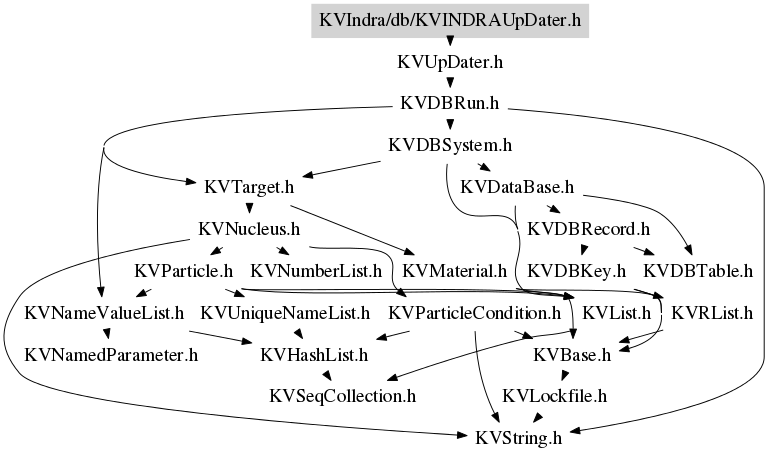 KVIndra/db/KVINDRAUpDater.h
KVUpDater.h
KVDBRun.h
KVDBSystem.h
KVTarget.h
KVDataBase.h
KVNucleus.h
KVDBRecord.h
KVParticle.h
KVNumberList.h
KVMaterial.h
KVDBKey.h
KVDBTable.h
KVNameValueList.h
KVUniqueNameList.h
KVParticleCondition.h
KVList.h
KVRList.h
KVNamedParameter.h
KVHashList.h
KVBase.h
KVSeqCollection.h
KVLockfile.h
KVString.h